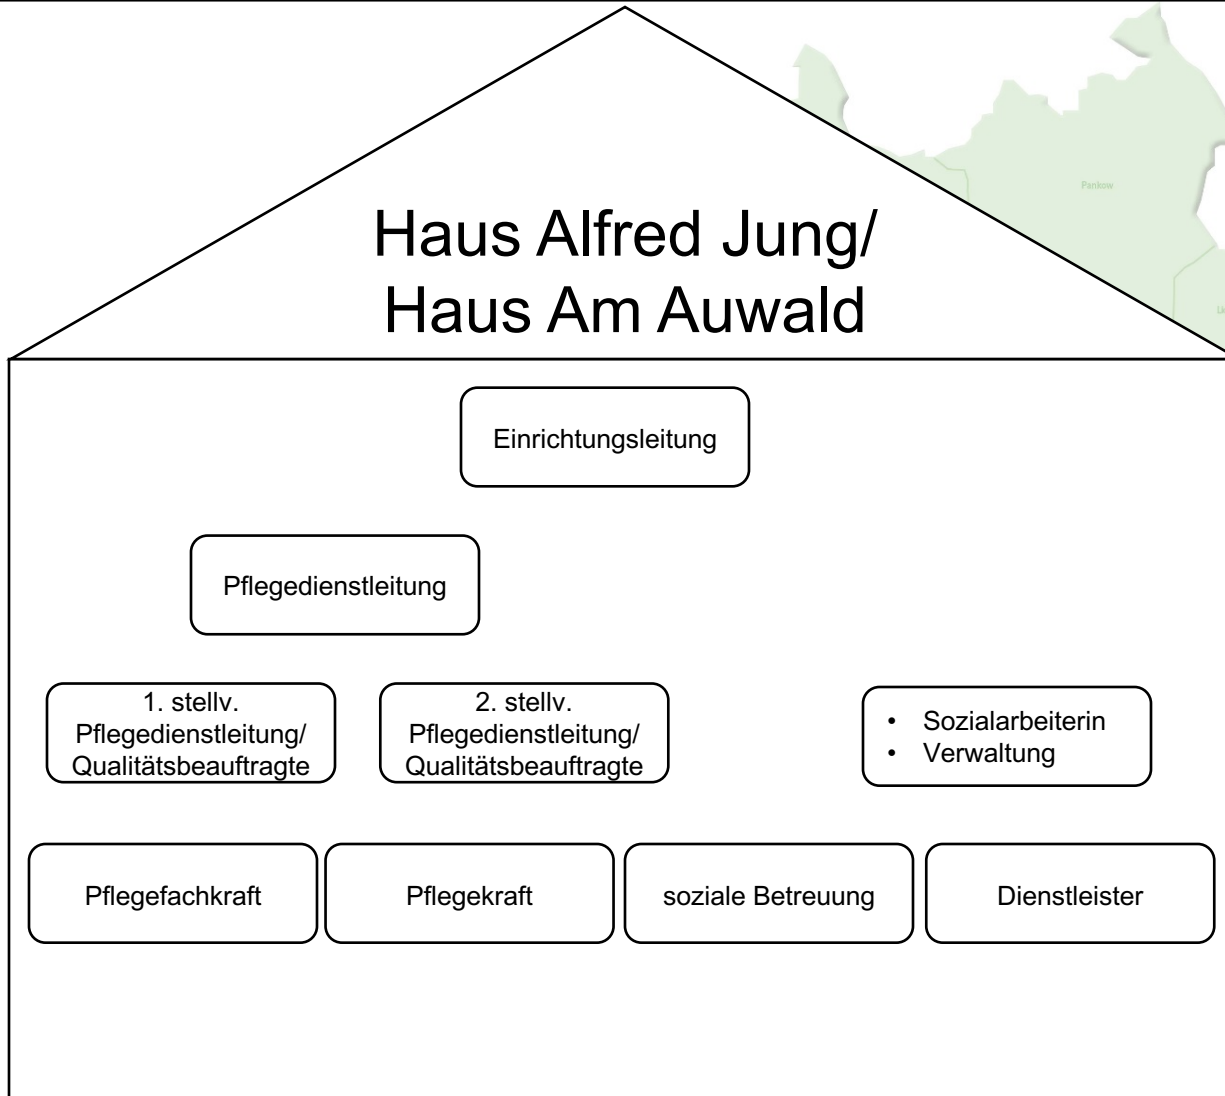 Pankow
Haus Alfred Jung/
Haus Am Auwald
Einrichtungsleitung
Pflegedienstleitung
1. stellv.
Pflegedienstleitung/
Qualitätsbeauftragte
2. stellv.
Pflegedienstleitung/
Qualitätsbeauftragte
• Sozialarbeiterin
• Verwaltung
Pflegefachkraft
Pflegekraft
soziale Betreuung
Dienstleister